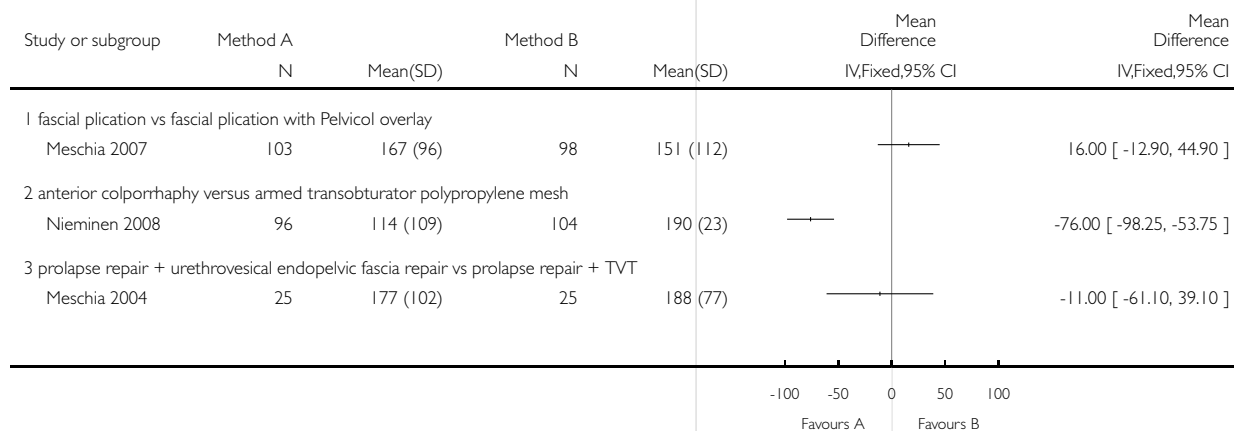 Mean Mean
Study or subgroup Method A Method B Difference Difference
N Mean(SD) N Mean(SD) IV,Fixed,95% CI IV,Fixed,95% CI
1 fascial plication vs fascial plication with Pelvicol overlay
Meschia 2007 103 167 (96) 98 151 (112) 16.00 [ -12.90, 44.90 ]
2 anterior colporrhaphy versus armed transobturator polypropylene mesh
Nieminen 2008 96 114 (109) 104 190 (23) -76.00 [ -98.25, -53.75 ]
3 prolapse repair + urethrovesical endopelvic fascia repair vs prolapse repair + TVT
Meschia 2004 25 177 (102) 25 188 (77) -11.00 [ -61.10, 39.10 ]
-100 -50 0 50 100
Favours A Favours B